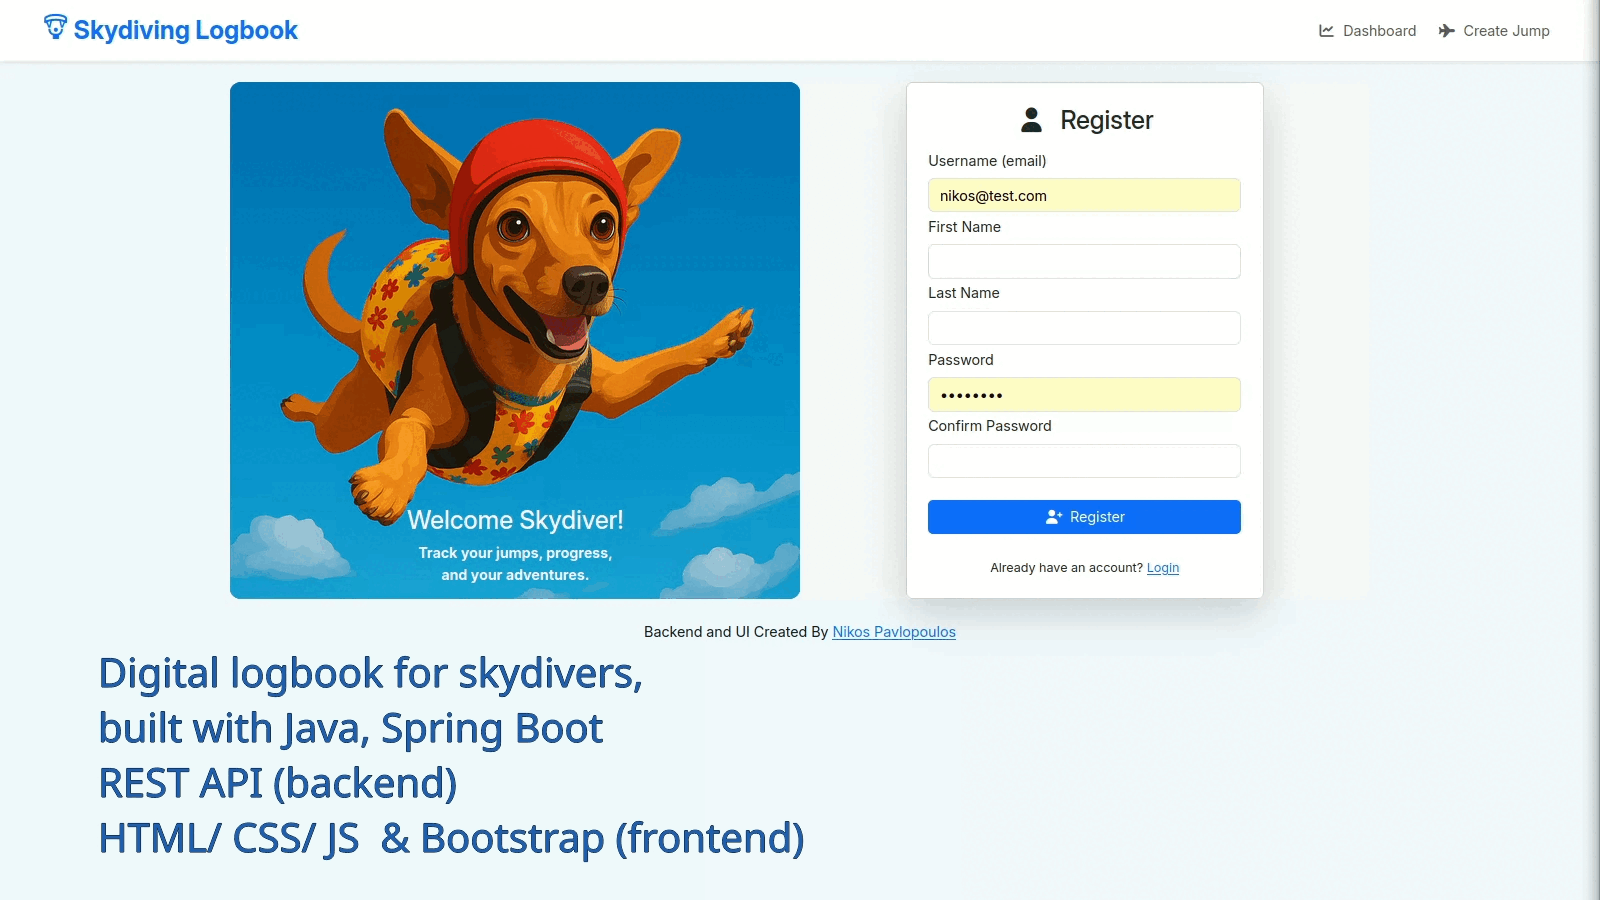 Skydiving Logbook
Dashboard
Create Jump
Welcome Skydiver!
Track your jumps, progress,
and your adventures.
Register
Username (email)
nikos@test.com
First Name
Last Name
Password
••••••••
Confirm Password
Register
Already have an account? Login
Backend and UI Created By Nikos Pavlopoulos
Digital logbook for skydivers,
built with Java, Spring Boot
REST API (backend)
HTML/ CSS/ JS & Bootstrap (frontend)